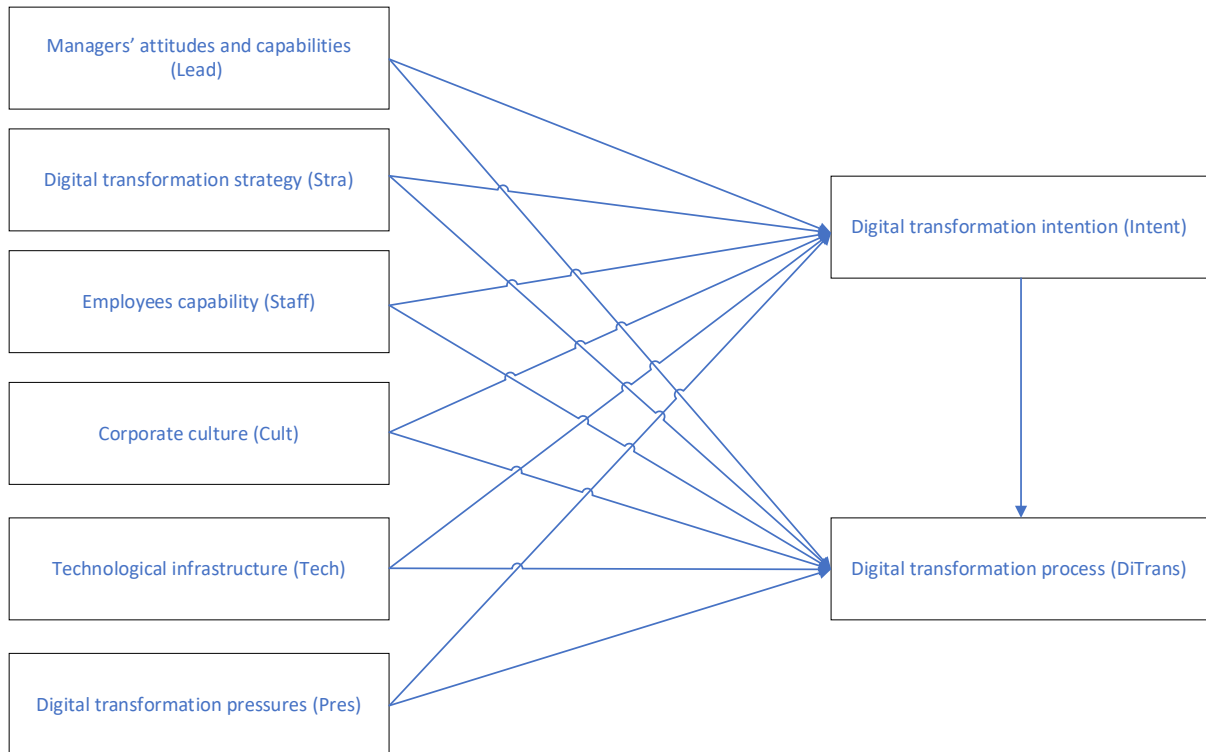 Managers’ attitudes and capabilities
(Lead)
Digital transformation strategy (Stra)
Employees capability (Staff)
Corporate culture (Cult)
Technological infrastructure (Tech)
Digital transformation pressures (Pres)
Digital transformation intention (Intent)
Digital transformation process (DiTrans)